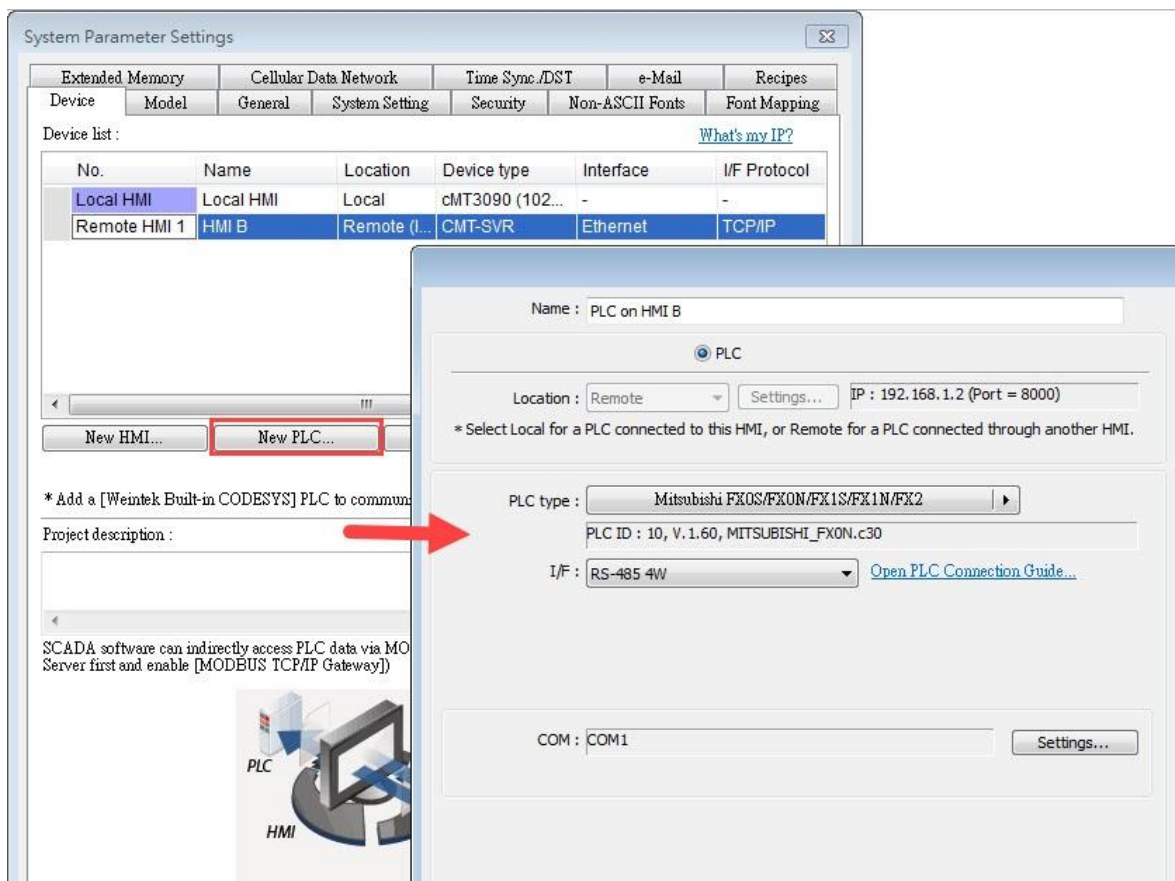 System Parameter Settings
Extended Memory Cellular Data Network Time Sync./DST e-Mail Recipes
Device Model General System Setting Security Non-ASCII Fonts Font Mapping
Device list :
What's my IP?
No. Name Location Device type Interface I/F Protocol
Local HMI Local HMI Local cMT3090 (102... - -
Remote HMI 1 HMI B Remote (I... CMT-SVR Ethernet TCP/IP
New HMI... New PLC...
* Add a [Weintek Built-in CODESYS] PLC to commun
Project description :
SCADA software can indirectly access PLC data via MO
Server first and enable [MODBUS TCP/IP Gateway])
PLC
HMI
Name : PLC on HMI B
PLC
Location : Remote Settings... IP : 192.168.1.2 (Port = 8000)
* Select Local for a PLC connected to this HMI, or Remote for a PLC connected through another HMI.
PLC type : Mitsubishi FX0S/FX0N/FX1S/FX1N/FX2
PLC ID : 10, V.1.60, MITSUBISHI_FX0N.c30
I/F : RS-485 4W Open PLC Connection Guide...
COM : COM1 Settings...